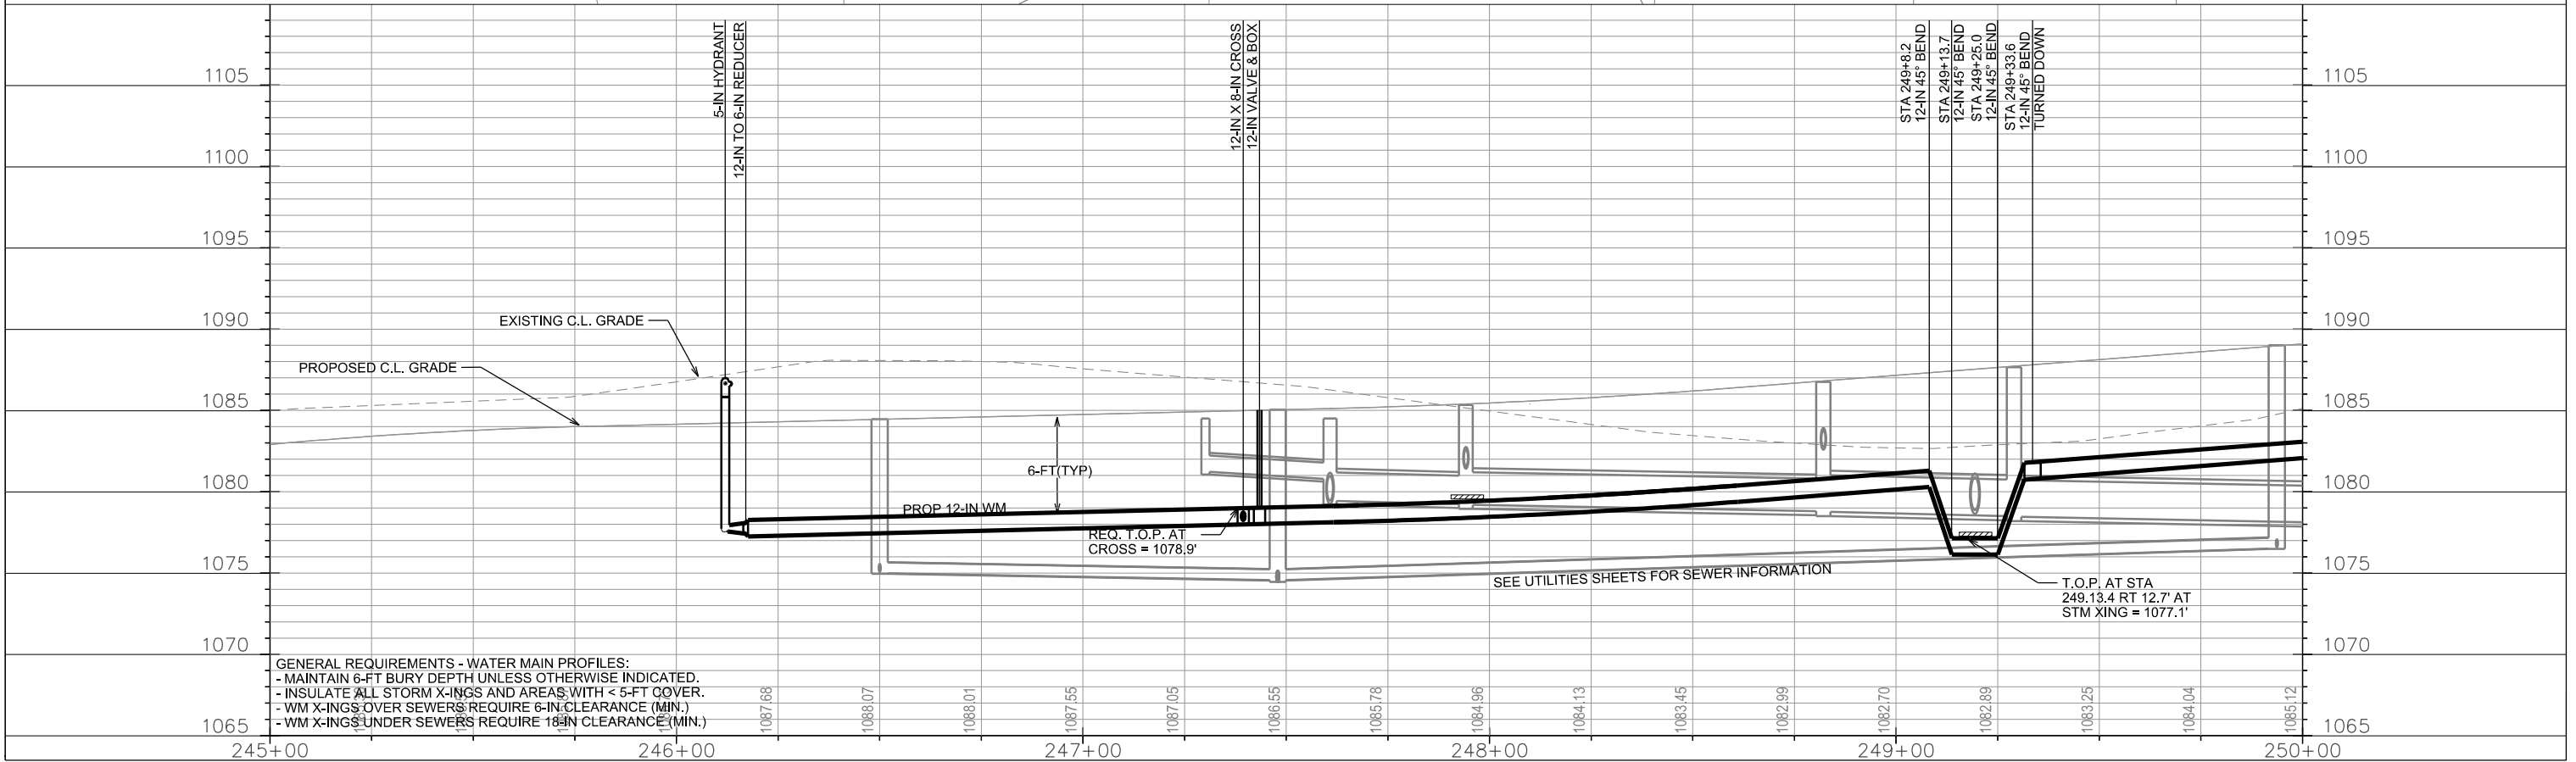 5-IN HYDRANT
12-IN TO 6-IN REDUCER
12-IN X 8-IN CROSS
12-IN VALVE & BOX
STA 249+8.2
12-IN 45° BEND
STA 249+13.7
12-IN 45° BEND
STA 249+25.0
12-IN 45° BEND
STA 249+33.6
12-IN 45° BEND
TURNED DOWN
1105
1105
1100
1100
1095
1095
1090
1090
EXISTING C.L. GRADE
PROPOSED C.L. GRADE
1085
1085
6-FT(TYP)
1080
1080
PROP 12-IN WM
REQ. T.O.P. AT
CROSS = 1078.9'
1075
1075
SEE UTILITIES SHEETS FOR SEWER INFORMATION
T.O.P. AT STA
249.13.4 RT 12.7' AT
STM XING = 1077.1'
1070
1070
GENERAL REQUIREMENTS - WATER MAIN PROFILES:
- MAINTAIN 6-FT BURY DEPTH UNLESS OTHERWISE INDICATED.
- INSULATE ALL STORM X-INGS AND AREAS WITH < 5-FT COVER.
- WM X-INGS OVER SEWERS REQUIRE 6-IN CLEARANCE (MIN.)
- WM X-INGS UNDER SEWERS REQUIRE 18-IN CLEARANCE (MIN.)
1087.68
1088.07
1088.01
1087.55
1087.05
1086.55
1085.78
1084.96
1084.13
1083.45
1082.99
1082.70
1082.89
1083.25
1084.04
1085.12
1065
1065
245+00
246+00
247+00
248+00
249+00
250+00